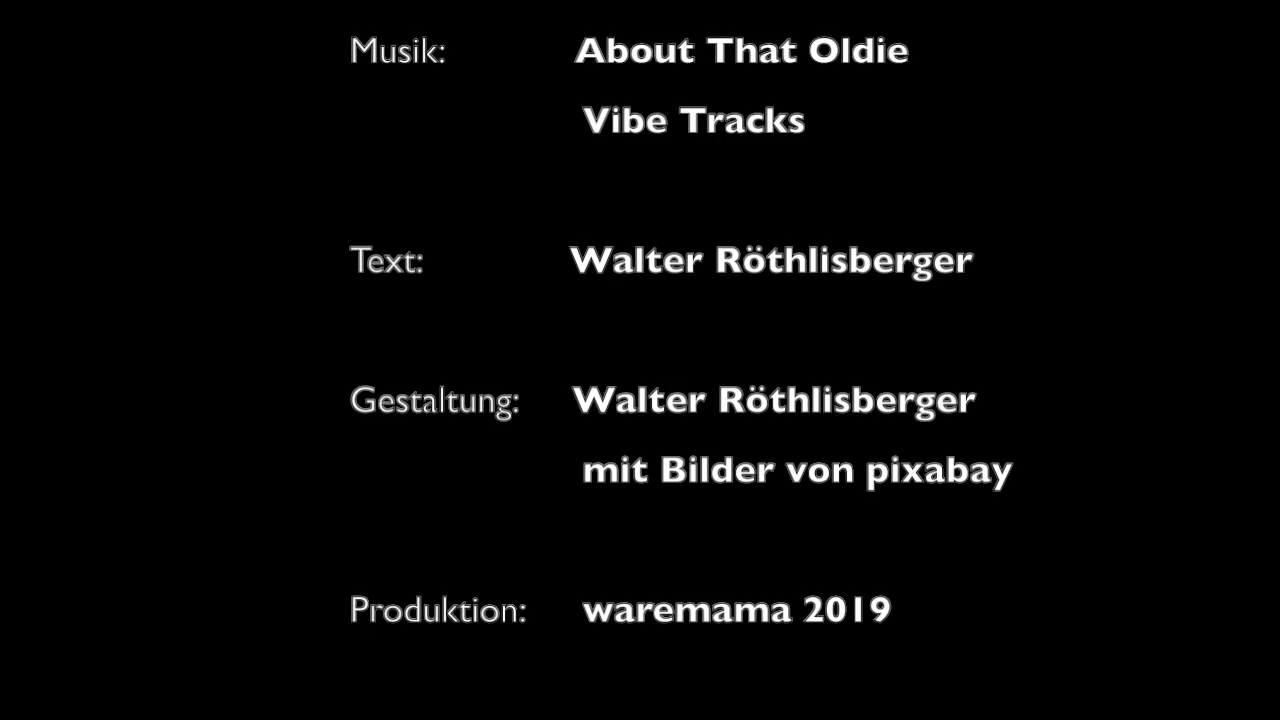 Musik: About That Oldie
Vibe Tracks
Text: Walter Röthlisberger
Gestaltung: Walter Röthlisberger
mit Bilder von pixabay
Produktion: waremama 2019